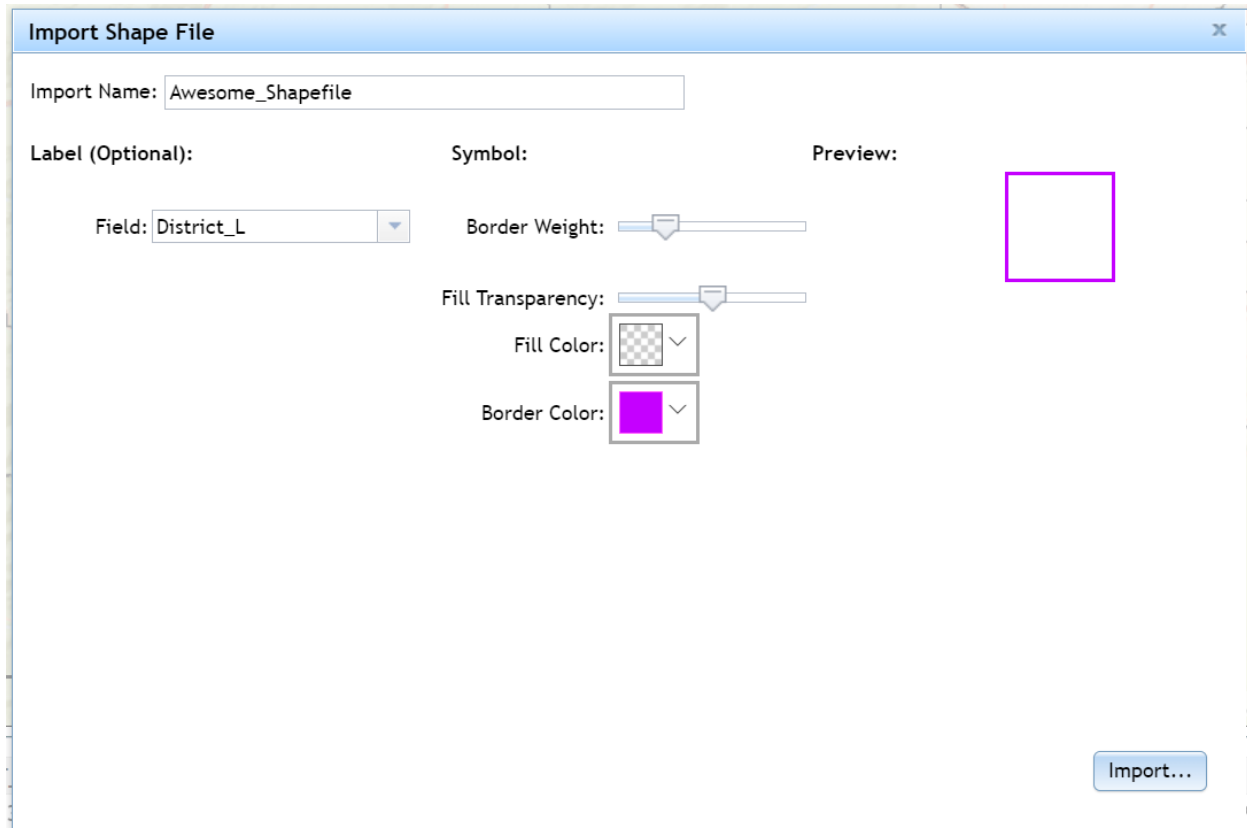 Import Shape File
x
Import Name: Awesome_Shapefile
Label (Optional): Symbol: Preview:
Field: District_L Border Weight:
Fill Transparency:
Fill Color:
Border Color:
Import...